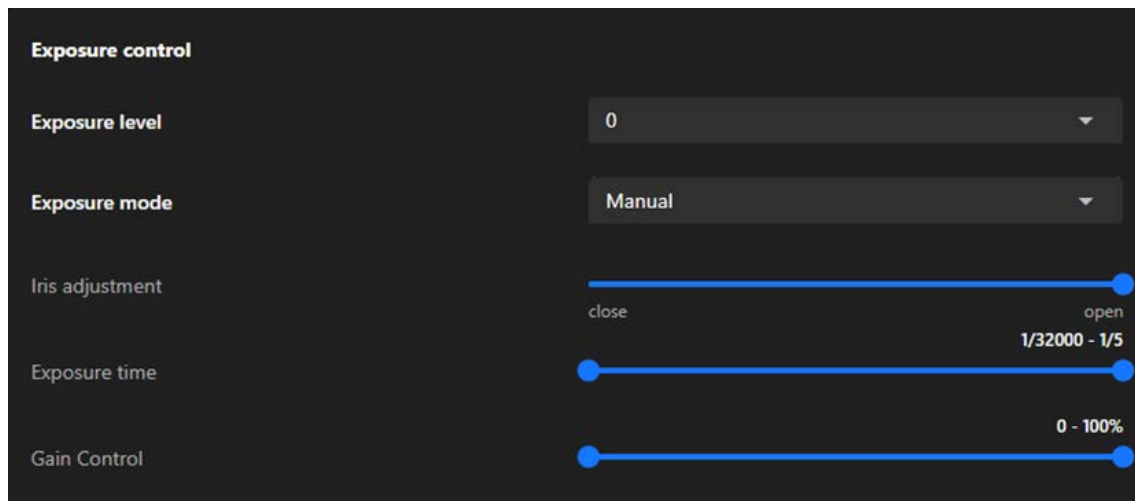 Exposure control
Exposure level 0
Exposure mode Manual
Iris adjustment
close open
1/32000 - 1/5
Exposure time
0 - 100%
Gain Control